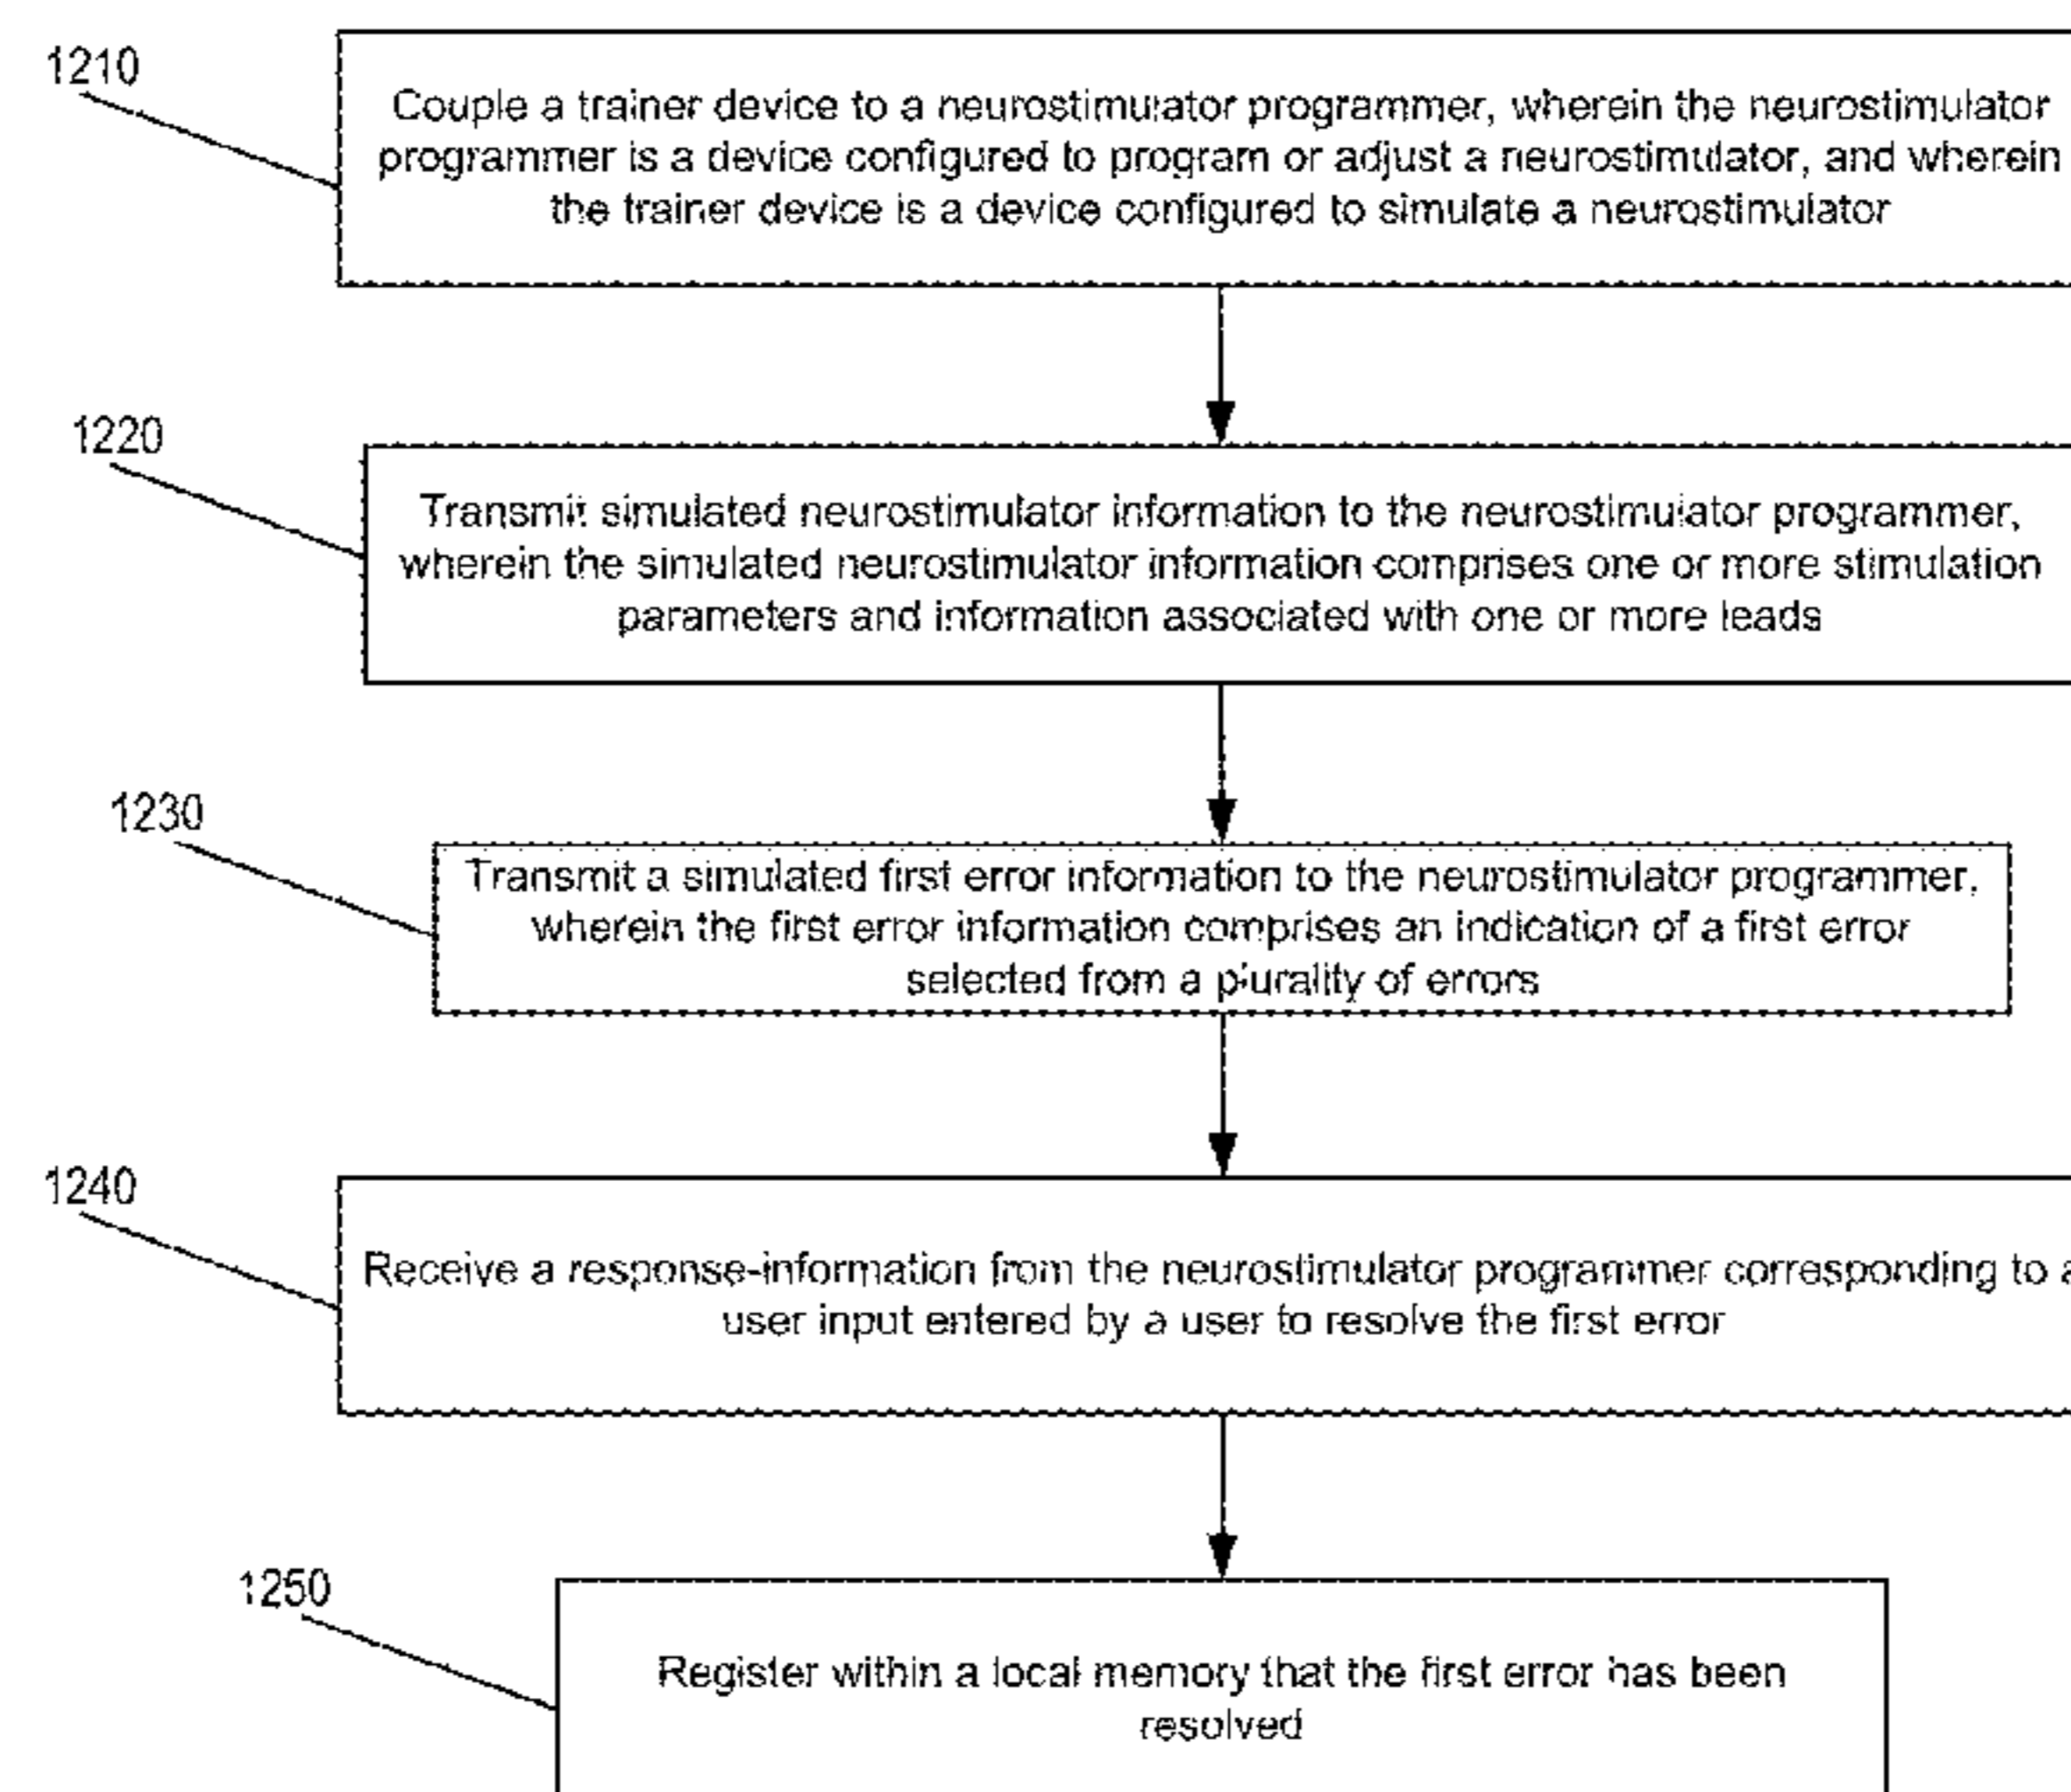 1210
Couple a trainer device to a neurostimulator programmer, wherein the neurostimulator
programmer is a device configured to program or adjust a neurostimulator, and wherein
the trainer device is a device configured to simulate a neurostimulator
1220
Transmit simulated neurostimulator information to the neurostimulator programmer,
wherein the simulated neurostimulator information comprises one or more stimulation
parameters and information associated with one or more leads
1230
Transmit a simulated first error information to the neurostimulator programmer,
wherein the first error information comprises an indication of a first error
selected from a plurality of errors
1240
Receive a response-information from the neurostimulator programmer corresponding to a
user input entered by a user to resolve the first error
1250
Register within a local memory that the first error has been
resolved